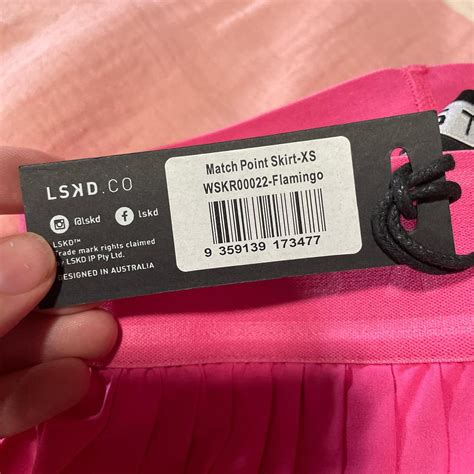 LSKD.CO
@lskd lskd
LSKD™
Trade mark rights claimed
by LSKD IP Pty Ltd.
DESIGNED IN AUSTRALIA
Match Point Skirt-XS
WSKR00022-Flamingo
9 359139 173477